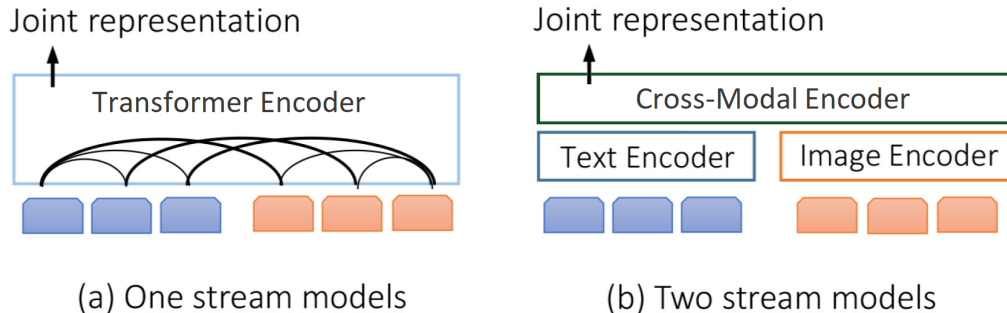 Joint representation
Transformer Encoder
(a) One stream models
Joint representation
Cross-Modal Encoder
Text Encoder
Image Encoder
(b) Two stream models